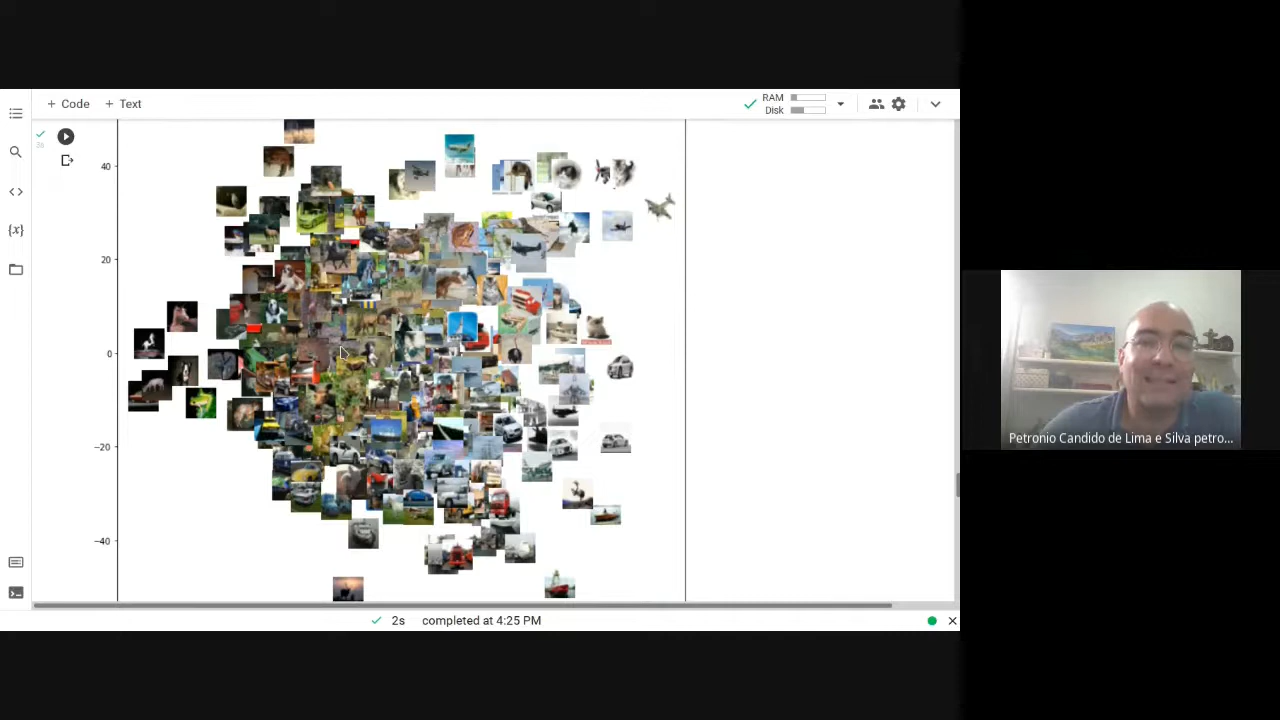 + Code + Text
RAM
Disk
{x}
3s
40
20
0
−20
−40
2s completed at 4:25 PM
Petronio Candido de Lima e Silva petro...